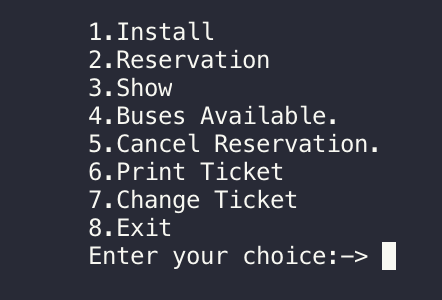 1.Install
2.Reservation
3.Show
4.Buses Available.
5.Cancel Reservation.
6.Print Ticket
7.Change Ticket
8.Exit
Enter your choice:->